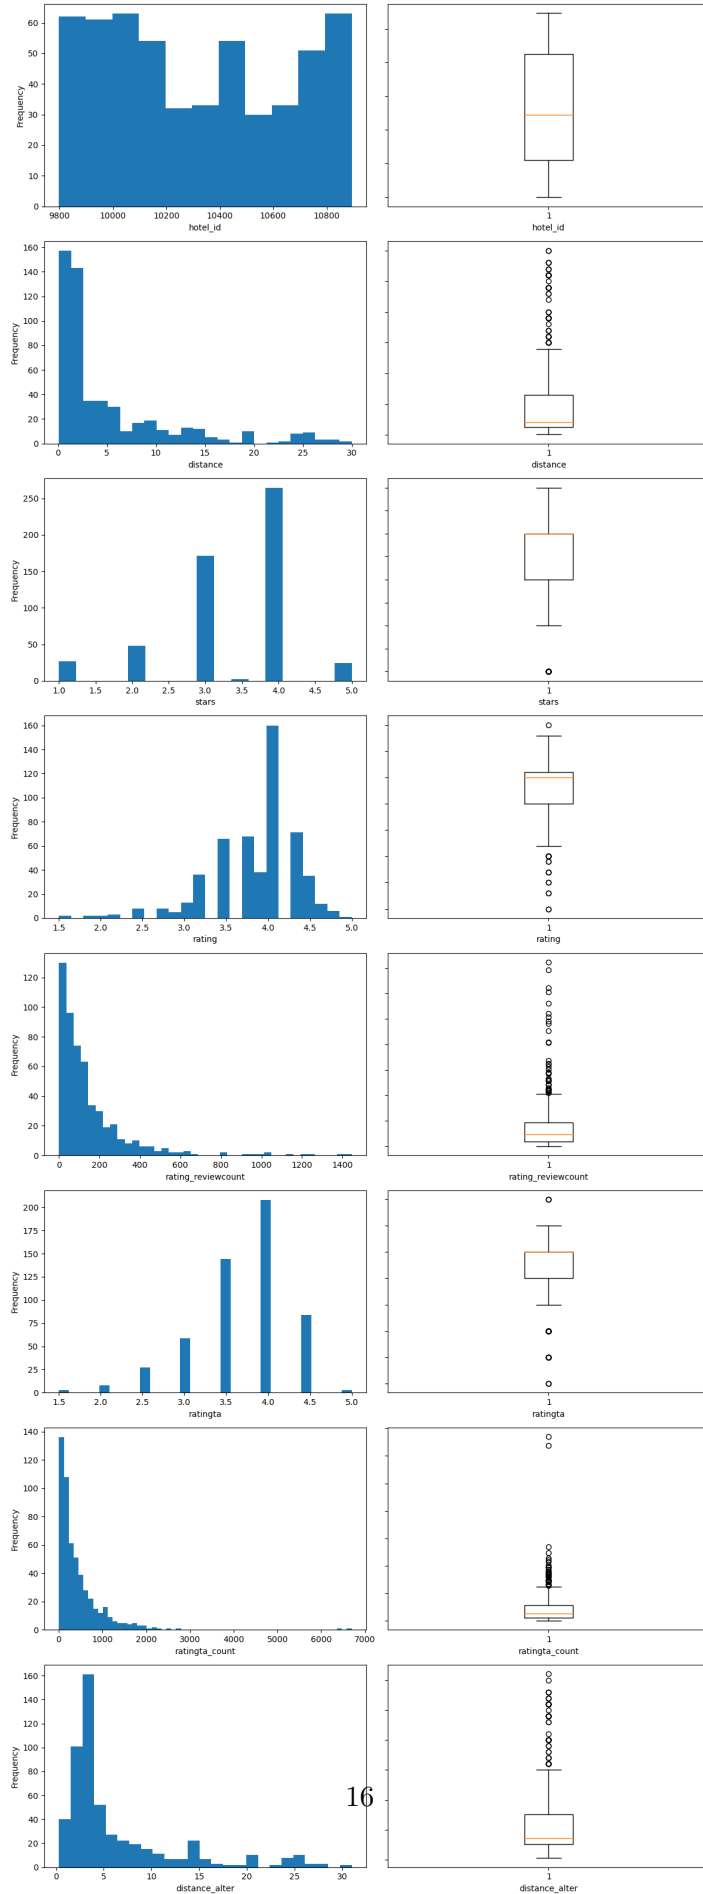 Frequency
60
50
40
30
20
10
0
9800 10000 10200 10400 10600 10800
hotel_id
1
hotel_id
Frequency
160
140
120
100
80
60
40
20
0
0 5 10 15 20 25 30
distance
1
distance
Frequency
250
200
150
100
50
0
1.0 1.5 2.0 2.5 3.0 3.5 4.0 4.5 5.0
stars
1
stars
Frequency
160
140
120
100
80
60
40
20
0
1.5 2.0 2.5 3.0 3.5 4.0 4.5 5.0
rating
1
rating
Frequency
120
100
80
60
40
20
0
0 200 400 600 800 1000 1200 1400
rating_reviewcount
1
rating_reviewcount
Frequency
200
175
150
125
100
75
50
25
0
1.5 2.0 2.5 3.0 3.5 4.0 4.5 5.0
ratingta
1
ratingta
Frequency
140
120
100
80
60
40
20
0
0 1000 2000 3000 4000 5000 6000 7000
ratingta_count
1
ratingta_count
Frequency
160
140
120
100
80
60
40
20
0
0 5 10 15 20 25 30
distance_alter
1
distance_alter
16